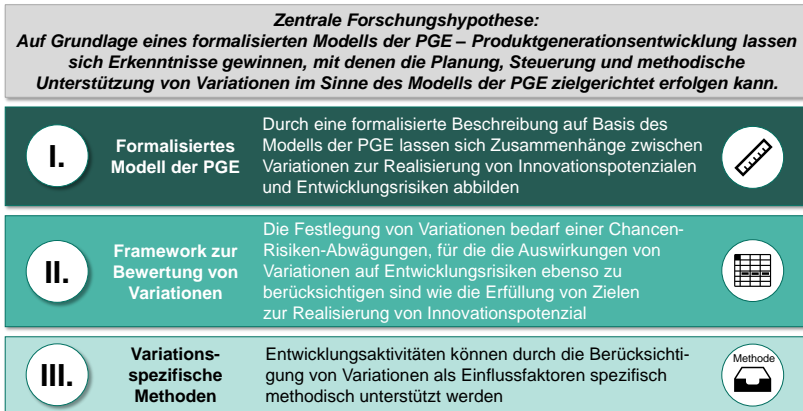 Zentrale Forschungshypothese:
Auf Grundlage eines formalisierten Modells der PGE – Produktgenerationsentwicklung lassen
sich Erkenntnisse gewinnen, mit denen die Planung, Steuerung und methodische
Unterstützung von Variationen im Sinne des Modells der PGE zielgerichtet erfolgen kann.
I.
Formalisiertes
Modell der PGE
Durch eine formalisierte Beschreibung auf Basis des
Modells der PGE lassen sich Zusammenhänge zwischen
Variationen zur Realisierung von Innovationspotenzialen
und Entwicklungsrisiken abbilden
II.
Framework zur
Bewertung von
Variationen
Die Festlegung von Variationen bedarf einer Chancen-
Risiken-Abwägungen, für die die Auswirkungen von
Variationen auf Entwicklungsrisiken ebenso zu
berücksichtigen sind wie die Erfüllung von Zielen
zur Realisierung von Innovationspotenzial
III.
Variations-
spezifische
Methoden
Entwicklungsaktivitäten können durch die Berücksichti-
gung von Variationen als Einflussfaktoren spezifisch
methodisch unterstützt werden
Methode